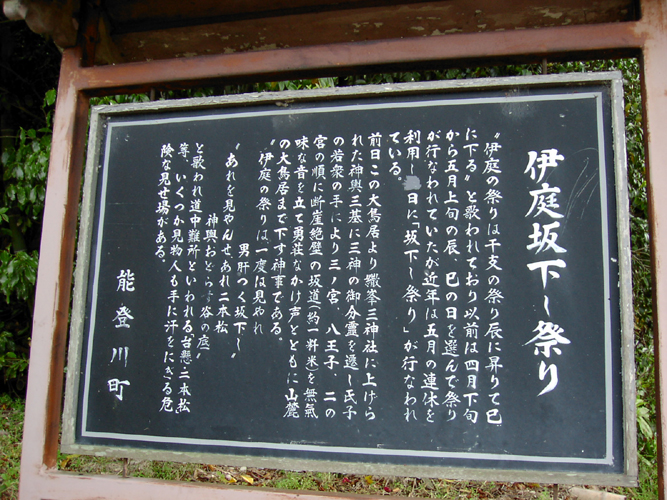 伊庭坂下し祭り
〝伊庭の祭りは干支の祭り辰に昇りて巳
に下る〟と歌われており以前は四月下旬
から五月上旬の辰、巳の日を選んで祭り
が行なわれていたが近年は五月の連休を
利用し 日に「坂下し祭り」が行なわれ
ている。
前日この大鳥居より繖峯三神社に上げら
れた神輿三基に三神の御分霊を遷し氏子
の若衆の手により三ノ宮、八王子、二の
宮の順に断崖絶壁の坂道(約一粁米)を無氣
味な音を立て勇荘なかけ声とともに山麓
の大鳥居まで下す神事である。
〝伊庭の祭りは、一度は見やれ
男肝つく坂下し〟
〝あれを見やんせあれ二本松
神輿おどらす谷の底〟
と歌われ道中難所といわれる台懸、二本松
等、いくつか見物人も手に汗をにぎる危
険な見せ場がある。
能登川町